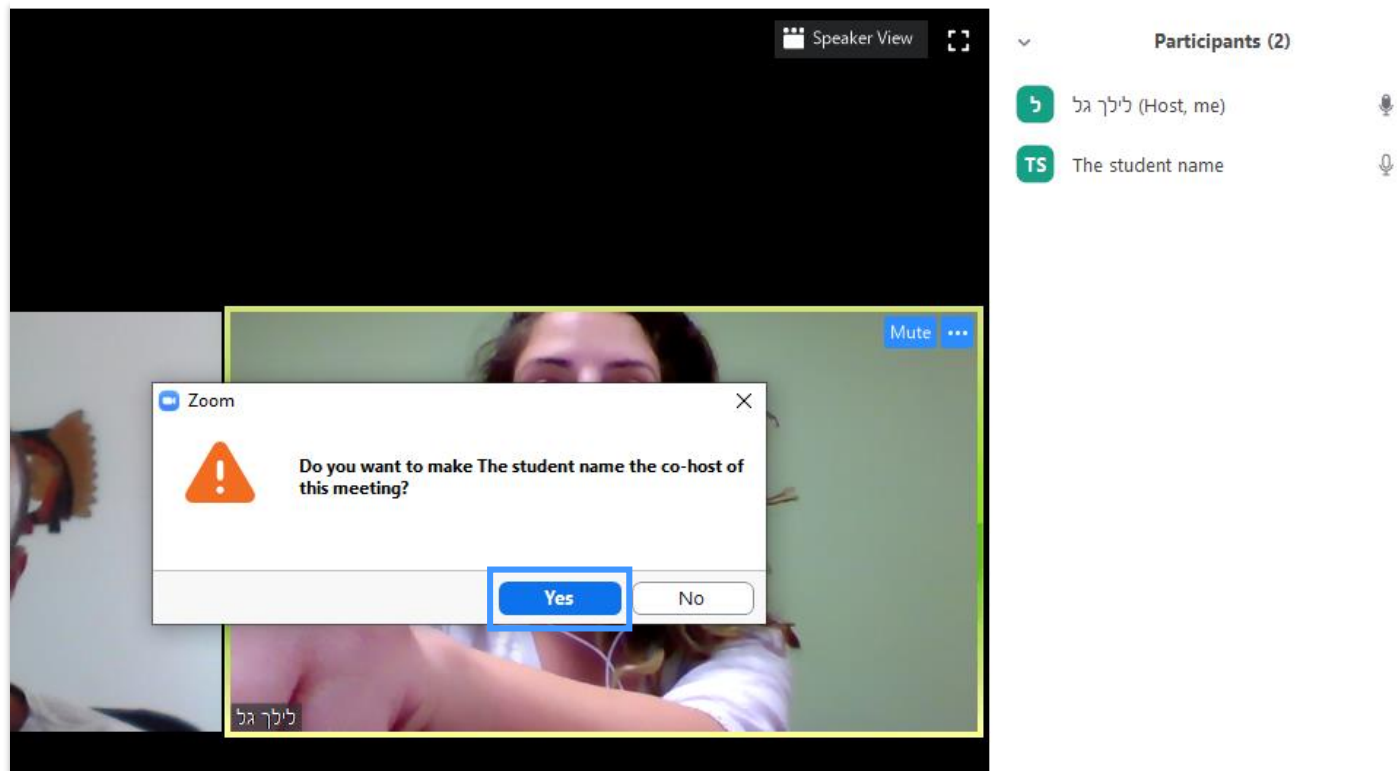 Speaker View
Participants (2)
ל
לילך גל (Host, me)
TS
The student name
Mute
Zoom
Do you want to make The student name the co-host of
this meeting?
Yes
No
לילך גל